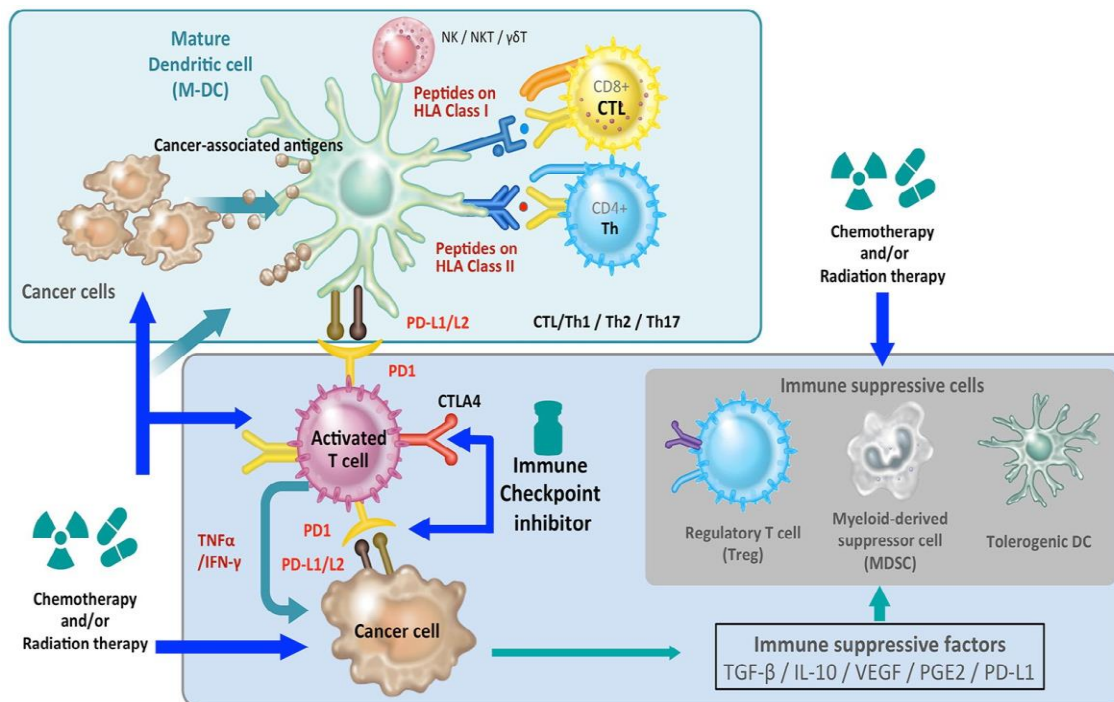 Mature
Dendritic cell
(M-DC)
NK / NKT / γδT
Peptides on
HLA Class I
CD8+
CTL
Cancer-associated antigens
CD4+
Th
Peptides on
HLA Class II
Cancer cells
PD-L1/L2
CTL/Th1 / Th2 / Th17
Chemotherapy
and/or
Radiation therapy
PD1
CTLA4
Activated
T cell
Immune
Checkpoint
inhibitor
Immune suppressive cells
Regulatory T cell
(Treg)
Myeloid-derived
suppressor cell
(MDSC)
Tolerogenic DC
TNFα
/IFN-γ
PD1
PD-L1/L2
Chemotherapy
and/or
Radiation therapy
Cancer cell
Immune suppressive factors
TGF-β / IL-10 / VEGF / PGE2 / PD-L1